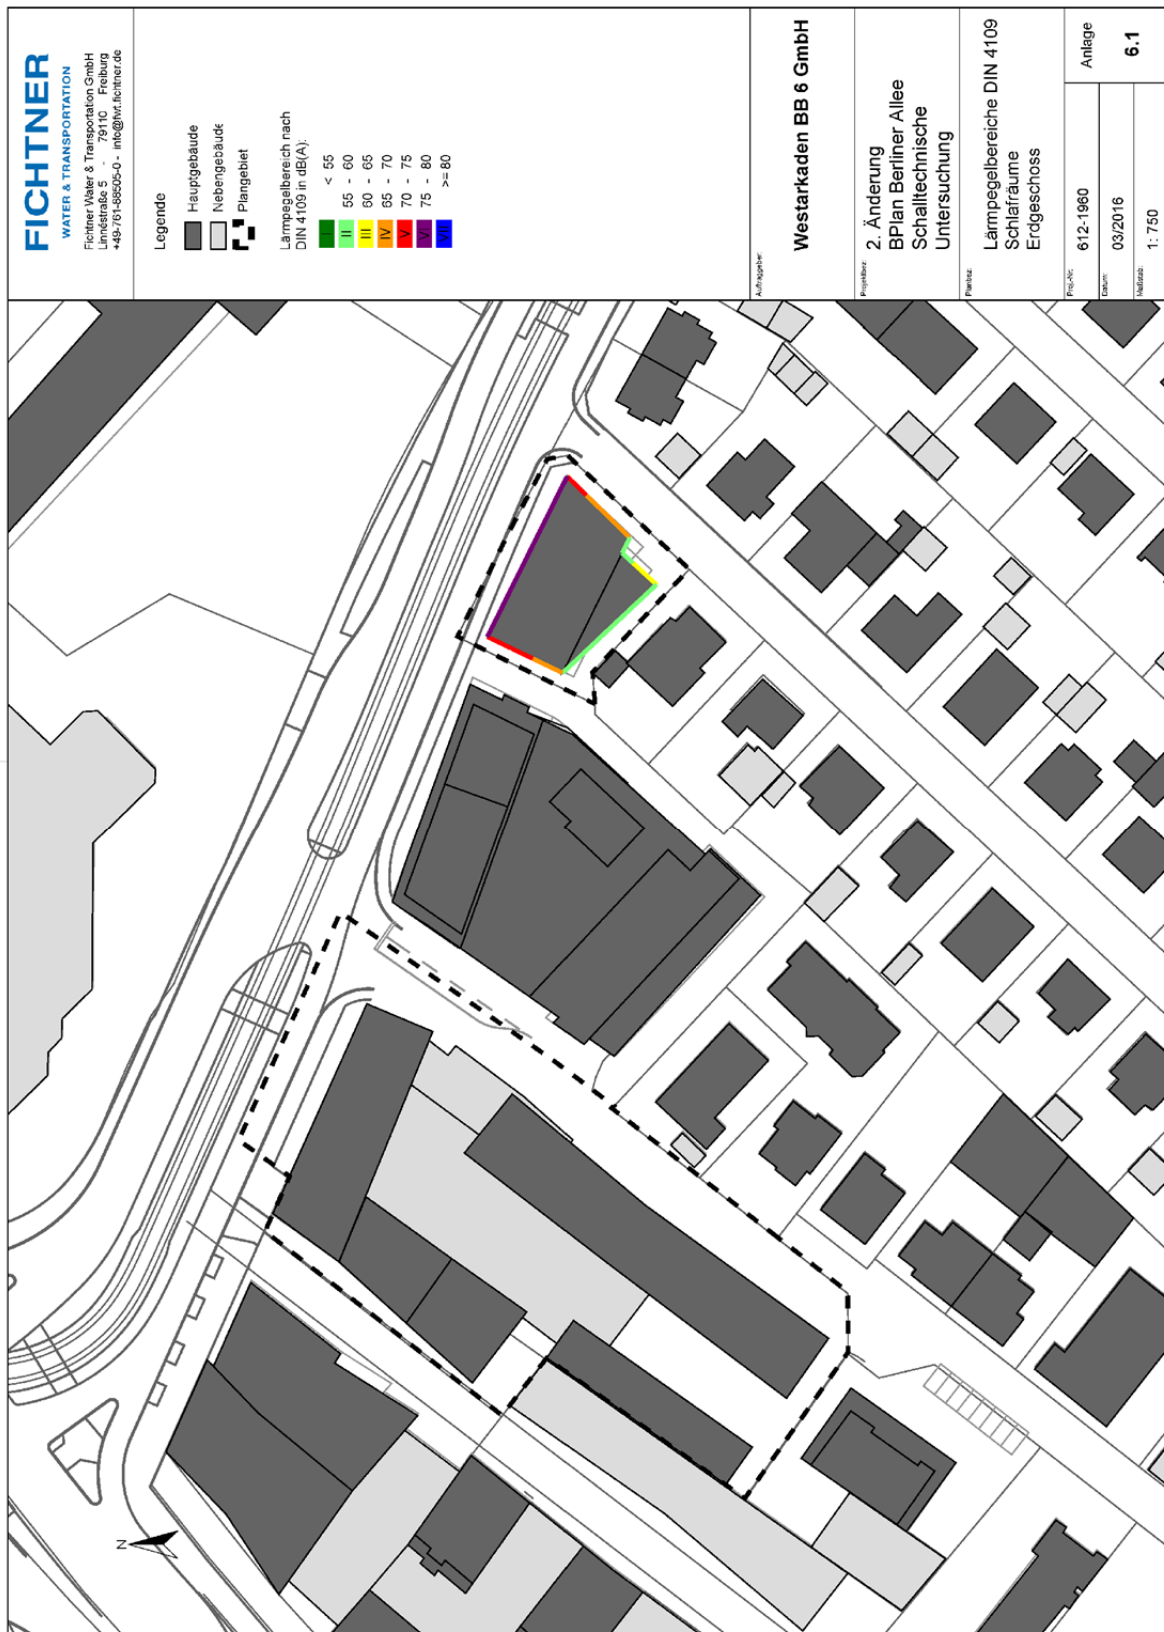 FICHTNER
WATER & TRANSPORTATION
Fichtner Water & Transportation GmbH
Linnéstraße 5 - 79110 Freiburg
+49-761-88505-0 - info@fwt.fichtner.de
Legende
Hauptgebäude
Nebengebäude
Plangebiet
Lärmpegelbereich nach
DIN 4109 in dB(A):
I < 55
II 55 - 60
III 60 - 65
IV 65 - 70
V 70 - 75
VI 75 - 80
VII >= 80
Auftraggeber:
Westarkaden BB 6 GmbH
Projektbez:
2. Änderung
BPlan Berliner Allee
Schalltechnische
Untersuchung
Planbez:
Lärmpegelbereiche DIN 4109
Schlafräume
Erdgeschoss
Proj.-Nr.:
612-1960
Datum:
03/2016
Maßstab:
1: 750
Anlage
6.1
N